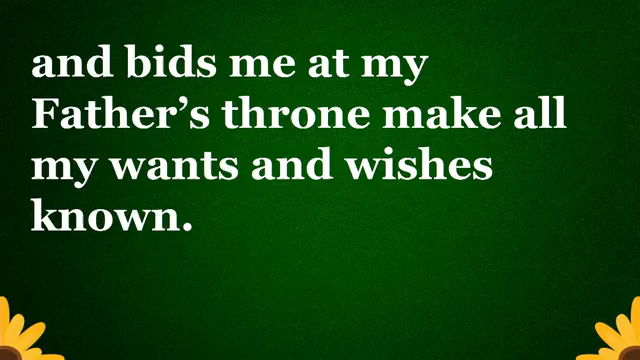 and bids me at my
Father’s throne make all
my wants and wishes
known.